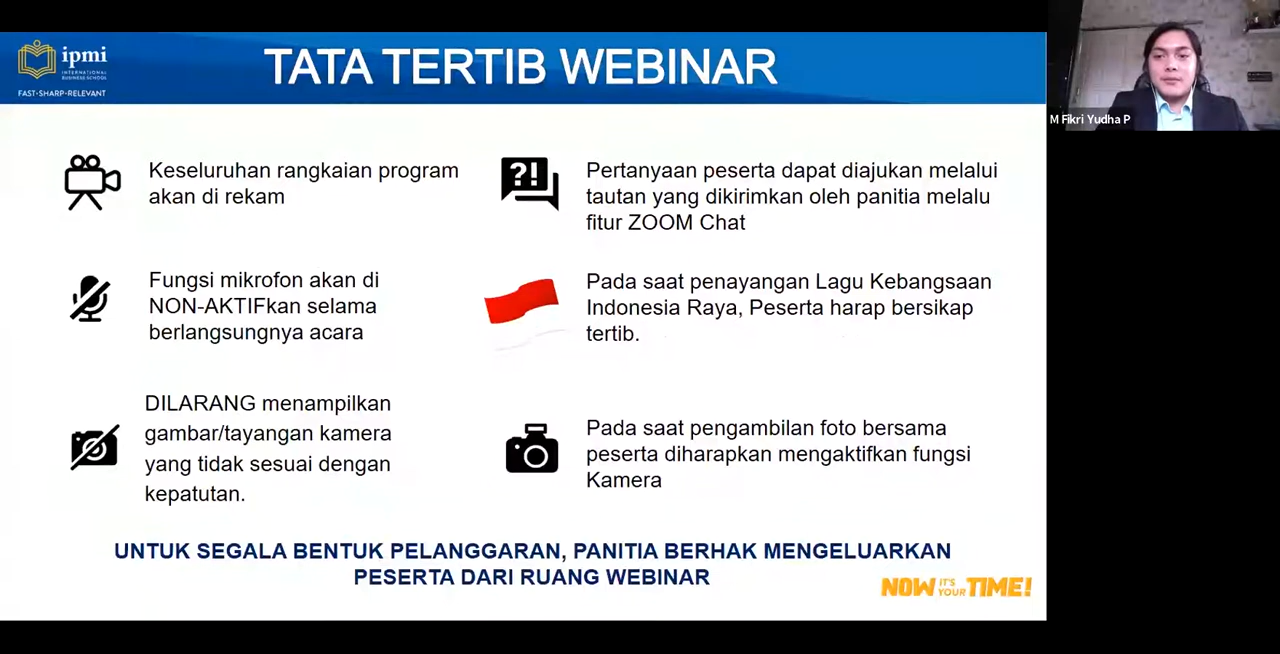 ipmi
INTERNATIONAL
BUSINESS SCHOOL
FAST•SHARP•RELEVANT
TATA TERTIB WEBINAR
M Fikri Yudha P
Keseluruhan rangkaian program
akan di rekam
?!
Pertanyaan peserta dapat diajukan melalui
tautan yang dikirimkan oleh panitia melalu
fitur ZOOM Chat
Fungsi mikrofon akan di
NON-AKTIFkan selama
berlangsungnya acara
Pada saat penayangan Lagu Kebangsaan
Indonesia Raya, Peserta harap bersikap
tertib.
DILARANG menampilkan
gambar/tayangan kamera
yang tidak sesuai dengan
kepatutan.
Pada saat pengambilan foto bersama
peserta diharapkan mengaktifkan fungsi
Kamera
UNTUK SEGALA BENTUK PELANGGARAN, PANITIA BERHAK MENGELUARKAN
PESERTA DARI RUANG WEBINAR
NOW IT'S YOUR TIME!